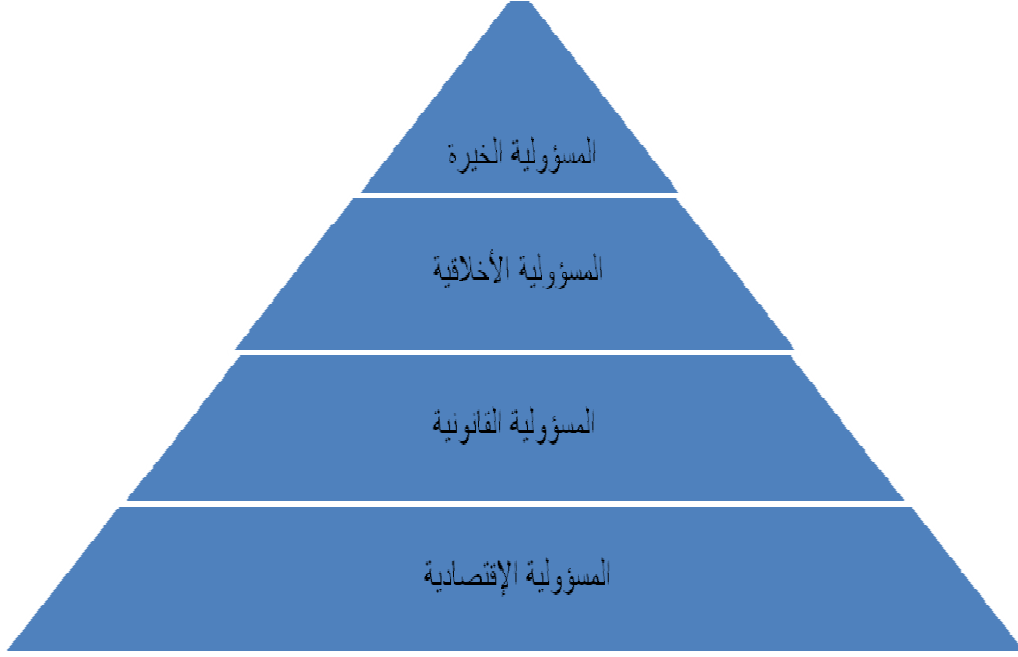 المسؤولية الخيرة
المسؤولية الأخلاقية
المسؤولية القانونية
المسؤولية الإقتصادية